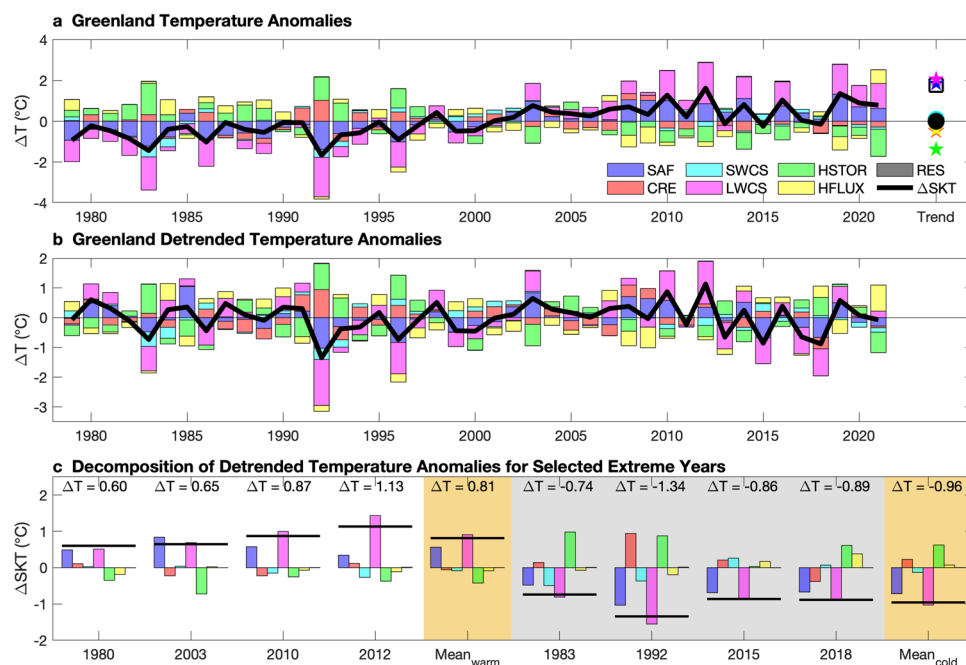 a Greenland Temperature Anomalies
4
2
0
-2
-4
ΔT (°C)
SAF SWCS HSTOR RES
CRE LWCS HFLUX ΔSKT
1980 1985 1990 1995 2000 2005 2010 2015 2020 Trend
b Greenland Detrended Temperature Anomalies
2
1
0
-1
-2
-3
ΔT (°C)
1980 1985 1990 1995 2000 2005 2010 2015 2020
c Decomposition of Detrended Temperature Anomalies for Selected Extreme Years
ΔT = 0.60 ΔT = 0.65 ΔT = 0.87 ΔT = 1.13 ΔT = 0.81 ΔT = -0.74 ΔT = -1.34 ΔT = -0.86 ΔT = -0.89 ΔT = -0.96
2
1
0
-1
-2
ΔSKT (°C)
1980 2003 2010 2012 Mean warm 1983 1992 2015 2018 Mean cold